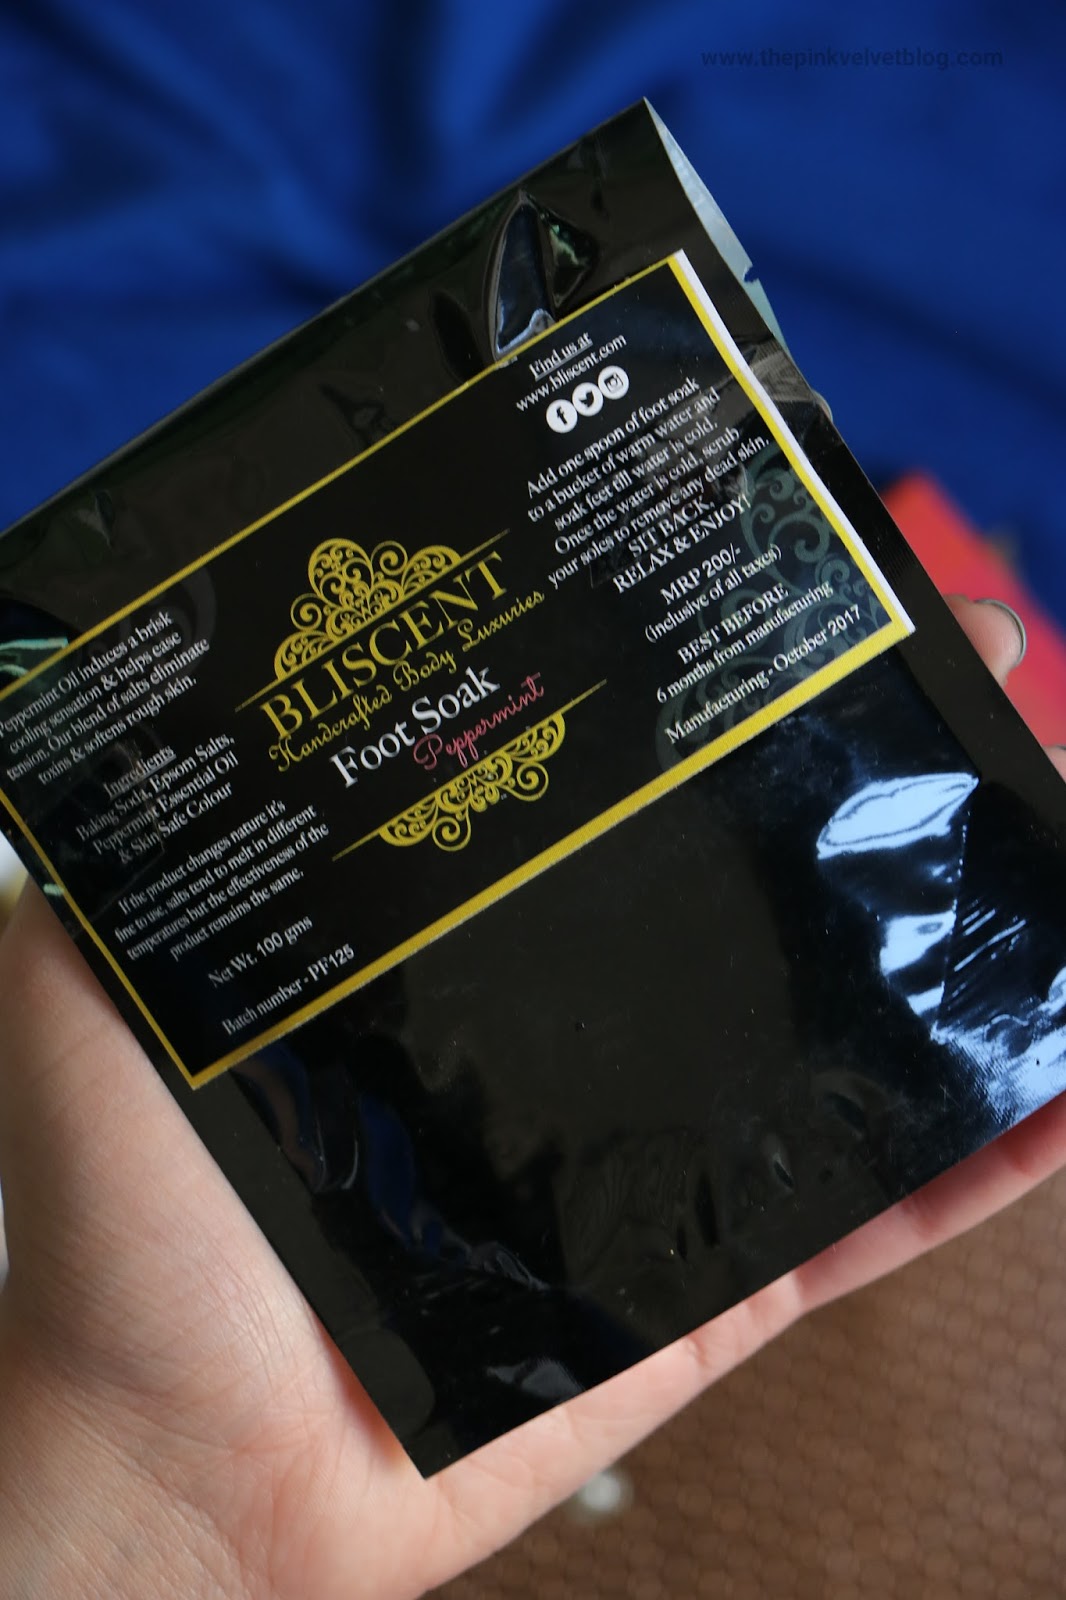 www.thepinkvelvetblog.com
Peppermint Oil induces a brisk
cooling sensation & helps ease
tension. Our blend of salts eliminate
toxins & softens rough skin.
Ingredients
Baking Soda, Epsom Salts,
Peppermint Essential Oil
& Skin Safe Colour
If the product changes nature it's
fine to use, salts tend to melt in different
temperatures but the effectiveness of the
product remains the same.
Net Wt. 100 gms
Batch number - PF125
BLISCENT
Handcrafted Body Luxuries
Foot Soak
Peppermint
Find us at
www.bliscent.com
Add one spoon of foot soak
to a bucket of warm water and
soak feet till water is cold.
Once the water is cold, scrub
your soles to remove any dead skin.
SIT BACK,
RELAX & ENJOY!
MRP 200/-
(inclusive of all taxes)
BEST BEFORE
6 months from manufacturing
Manufacturing - October 2017